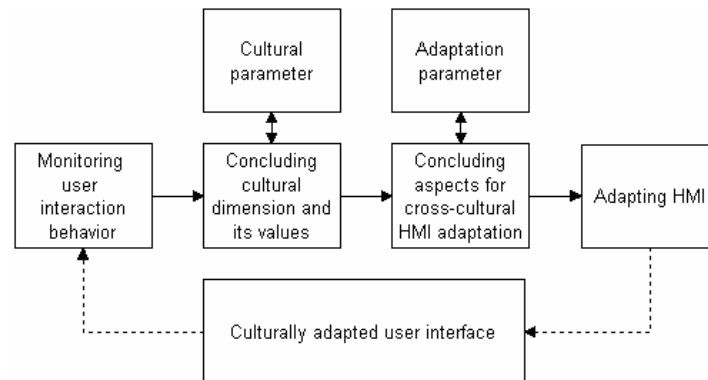 Cultural
parameter
Adaptation
parameter
Monitoring
user
interaction
behavior
Concluding
cultural
dimension and
its values
Concluding
aspects for
cross-cultural
HMI adaptation
Adapting HMI
Culturally adapted user interface